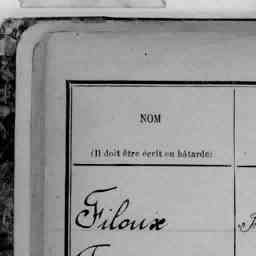 NOM
(Il doit être écrit en bâtarde)
Filoux